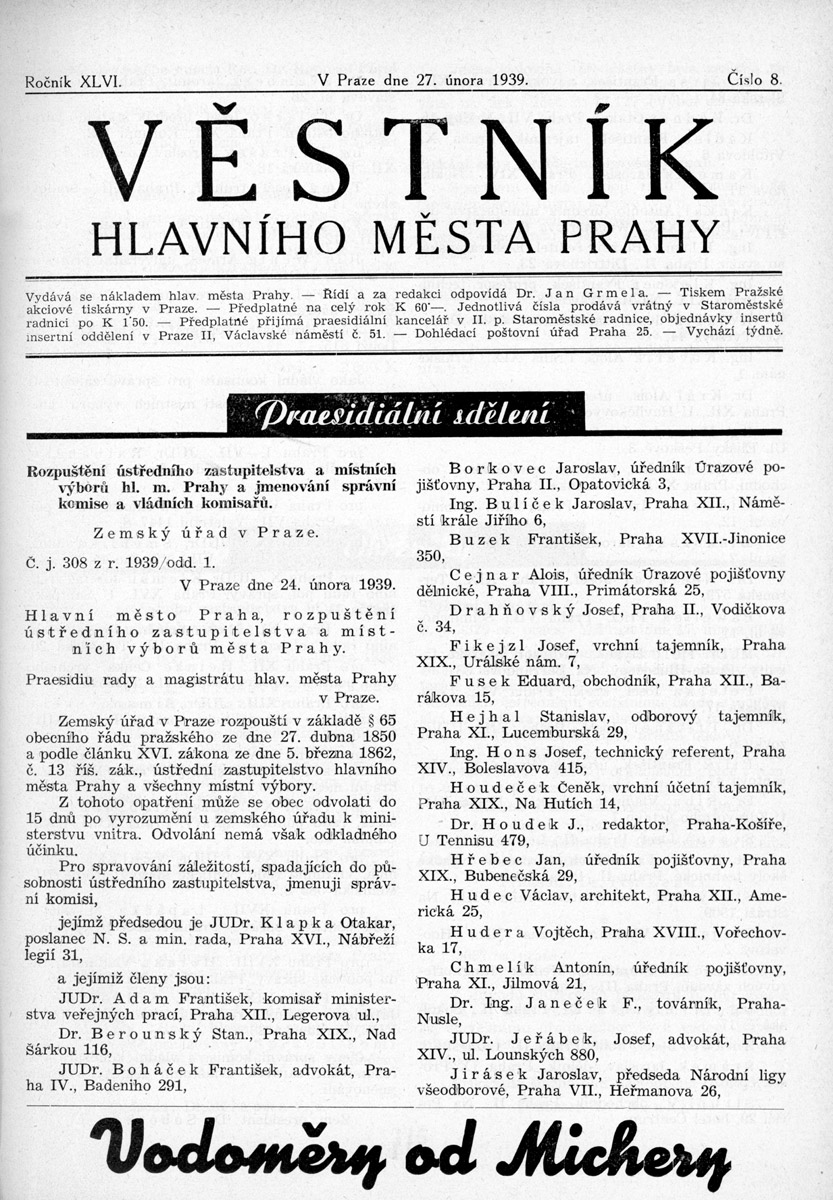 Ročník XLVI.
V Praze dne 27. února 1939.
Číslo 8.
VĚSTNÍK
HLAVNÍHO MĚSTA PRAHY
Vydává se nákladem hlav. města Prahy. — Řídí a za redakci odpovídá Dr. Jan Grmela. — Tiskem Pražské
akciové tiskárny v Praze. — Předplatné na celý rok K 60'—. Jednotlivá čísla prodává vrátný v Staroměstské
radnici po K 1'50. — Předplatné přijímá praesidiální kancelář v II. p. Staroměstské radnice, objednávky insertů
insertní oddělení v Praze II, Václavské náměstí č. 51. — Dohlédací poštovní úřad Praha 25. — Vychází týdně.
Praesidiální sdělení
Rozpuštění ústředního zastupitelstva a místních
výborů hl. m. Prahy a jmenování správní
komise a vládních komisařů.
Zemský úřad v Praze.
Č. j. 308 z r. 1939/odd. 1.
V Praze dne 24. února 1939.
Hlavní město Praha, rozpuštění
ústředního zastupitelstva a míst-
ních výborů města Prahy.
Praesidiu rady a magistrátu hlav. města Prahy
v Praze.
Zemský úřad v Praze rozpouští v základě § 65
obecního řádu pražského ze dne 27. dubna 1850
a podle článku XVI. zákona ze dne 5. března 1862,
č. 13 říš. zák., ústřední zastupitelstvo hlavního
města Prahy a všechny místní výbory.
Z tohoto opatření může se obec odvolati do
15 dnů po vyrozumění u zemského úřadu k mini-
sterstvu vnitra. Odvolání nemá však odkladného
účinku.
Pro spravování záležitostí, spadajících do pů-
sobnosti ústředního zastupitelstva, jmenuji správ-
ní komisi,
jejímž předsedou je JUDr. Klapka Otakar,
poslanec N. S. a min. rada, Praha XVI., Nábřeží
legií 31,
a jejímiž členy jsou:
JUDr. Adam František, komisař minister-
stva veřejných prací, Praha XII., Legerova ul.,
Dr. Berounský Stan., Praha XIX., Nad
Šárkou 116,
JUDr. Boháček František, advokát, Pra-
ha IV., Badeniho 291,
Borkovec Jaroslav, úředník Úrazové po-
jišťovny, Praha II., Opatovická 3,
Ing. Bulíček Jaroslav, Praha XII., Námě-
stí krále Jiřího 6,
Buzek František, Praha XVII.-Jinonice
350,
Cejnar Alois, úředník Úrazové pojišťovny
dělnické, Praha VIII., Primátorská 25,
Drahňovský Josef, Praha II., Vodičkova
č. 34,
Fikejzl Josef, vrchní tajemník, Praha
XIX., Urálské nám. 7,
Fusek Eduard, obchodník, Praha XII., Ba-
rákova 15,
Hejhal Stanislav, odborový tajemník,
Praha XI., Lucemburská 29,
Ing. Hons Josef, technický referent, Praha
XIV., Boleslavova 415,
Houdeček Čeněk, vrchní účetní tajemník,
Praha XIX., Na Hutích 14,
Dr. Houdek J., redaktor, Praha-Košíře,
U Tennisu 479,
Hřebec Jan, úředník pojišťovny, Praha
XIX., Bubenečská 29,
Hudec Václav, architekt, Praha XII., Ame-
rická 25,
Hudera Vojtěch, Praha XVIII., Vořechov-
ka 17,
Chmelík Antonín, úředník pojišťovny,
Praha XI., Jilmová 21,
Dr. Ing. Janeček F., továrník, Praha-
Nusle,
JUDr. Jeřábek, Josef, advokát, Praha
XIV., ul. Lounských 880,
Jirásek Jaroslav, předseda Národní ligy
všeodborové, Praha VII., Heřmanova 26,
Vodoměry od Michery